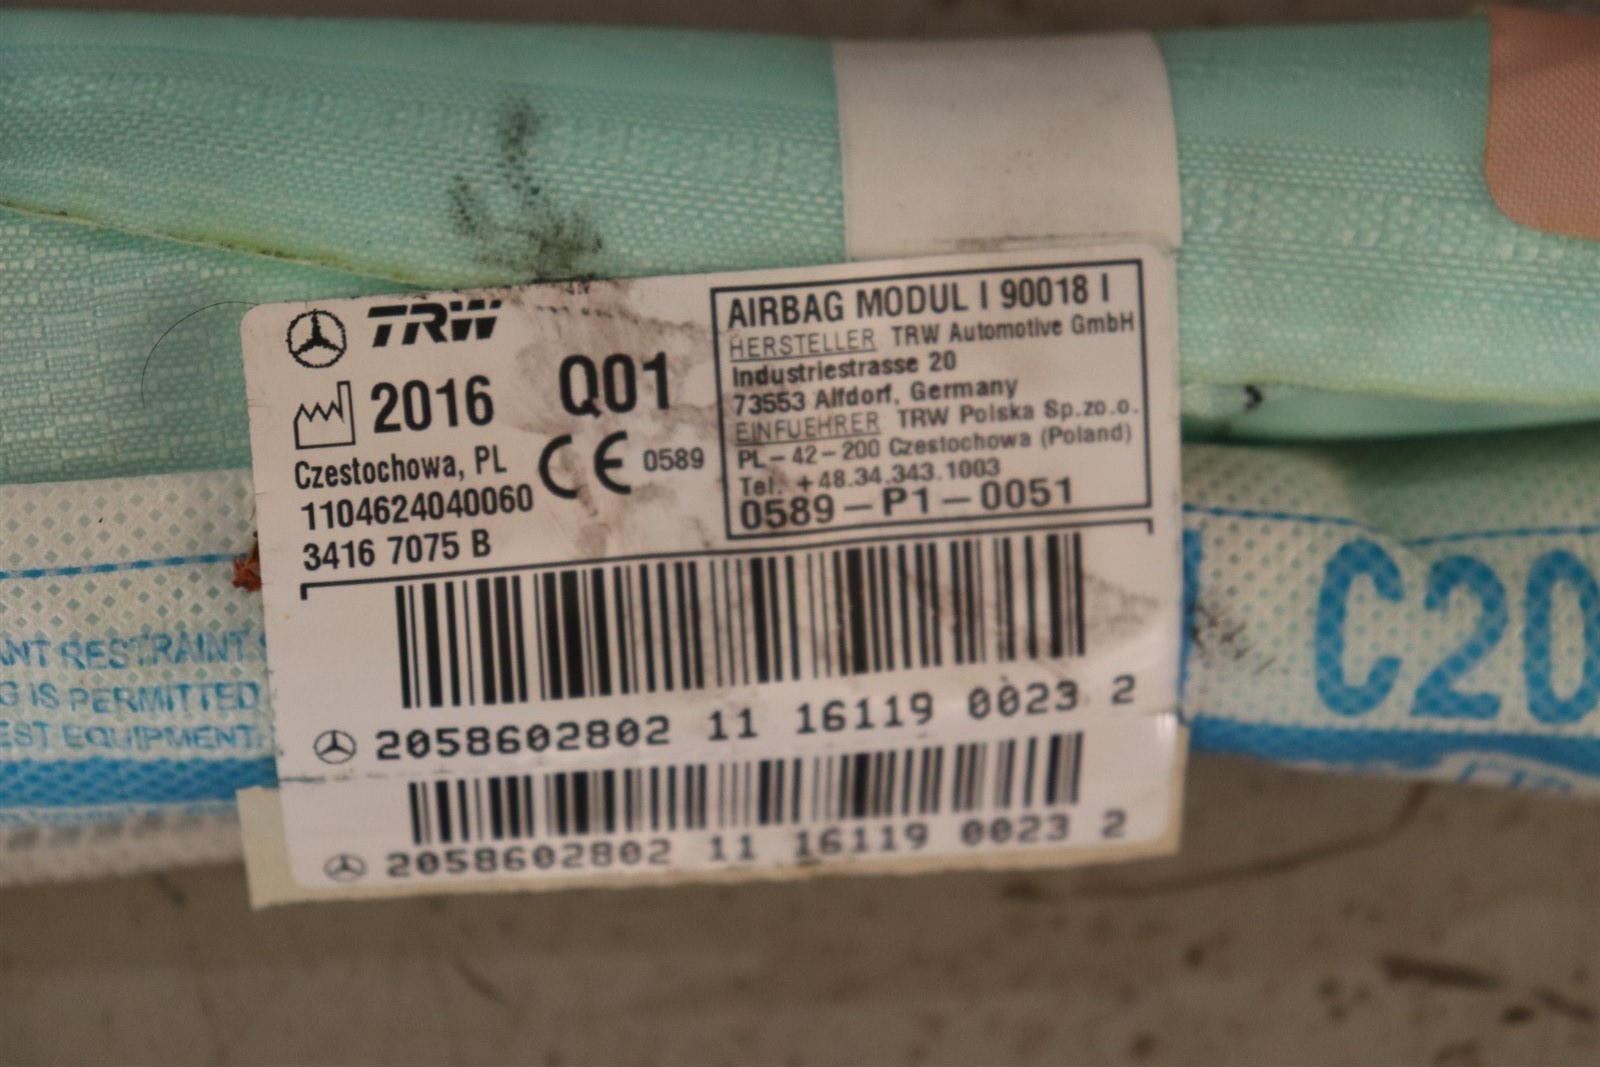 TRW
2016 Q01
Czestochowa, PL
CE 0589
1104624040060
3416 7075 B
AIRBAG MODUL I 90018 I
HERSTELLER TRW Automotive GmbH
Industriestrasse 20
73553 Alfdorf, Germany
EINFUEHRER TRW Polska Sp.zo.o.
PL-42-200 Czestochowa (Poland)
Tel. +48.34.343.1003
0589-P1-0051
2058602802 11 16119 0023 2
2058602802 11 16119 0023 2
ANT RESTRAINT
G IS PERMITTED
EST EQUIPMENT
C20